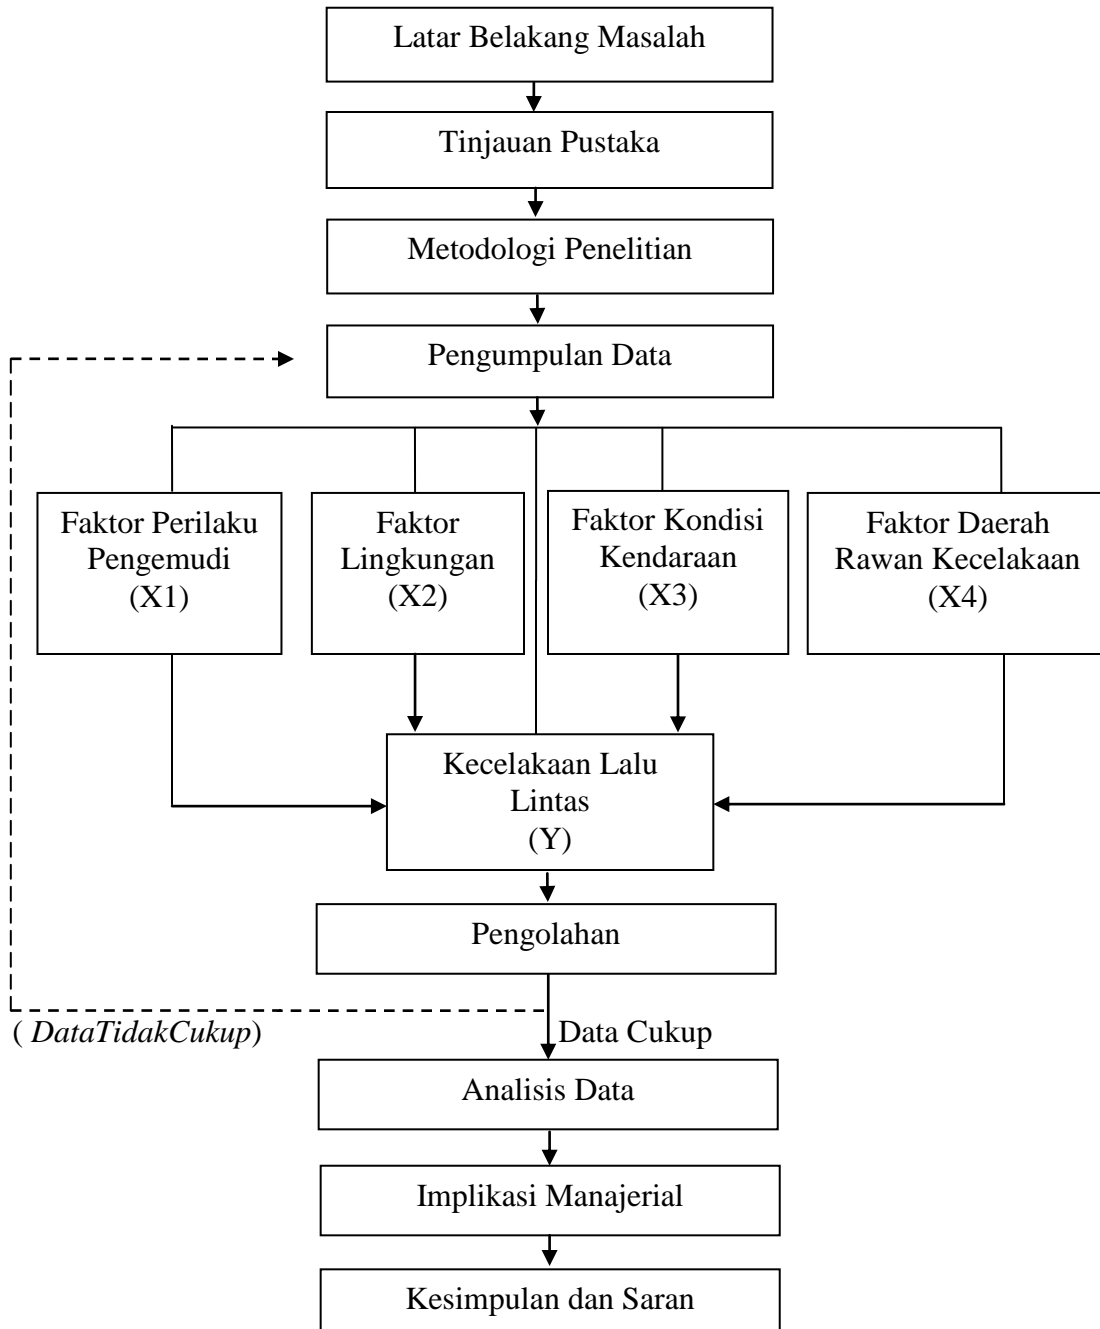 Latar Belakang Masalah
Tinjauan Pustaka
Metodologi Penelitian
Pengumpulan Data
Faktor Perilaku
Pengemudi
(X1)
Faktor
Lingkungan
(X2)
Faktor Kondisi
Kendaraan
(X3)
Faktor Daerah
Rawan Kecelakaan
(X4)
Kecelakaan Lalu
Lintas
(Y)
Pengolahan
( DataTidakCukup)
Data Cukup
Analisis Data
Implikasi Manajerial
Kesimpulan dan Saran